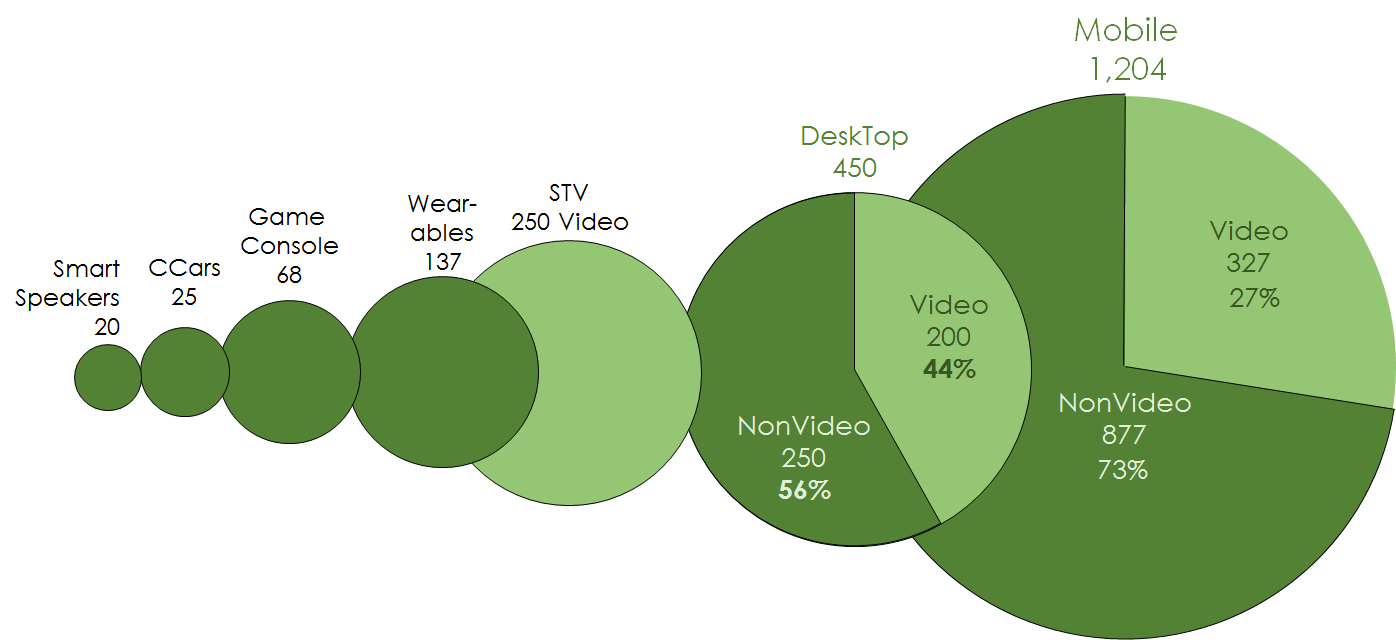 Smart
Speakers
20
CCars
25
Game
Console
68
Wear-
ables
137
STV
250 Video
DeskTop
450
Video
200
44%
NonVideo
250
56%
Mobile
1,204
Video
327
27%
NonVideo
877
73%